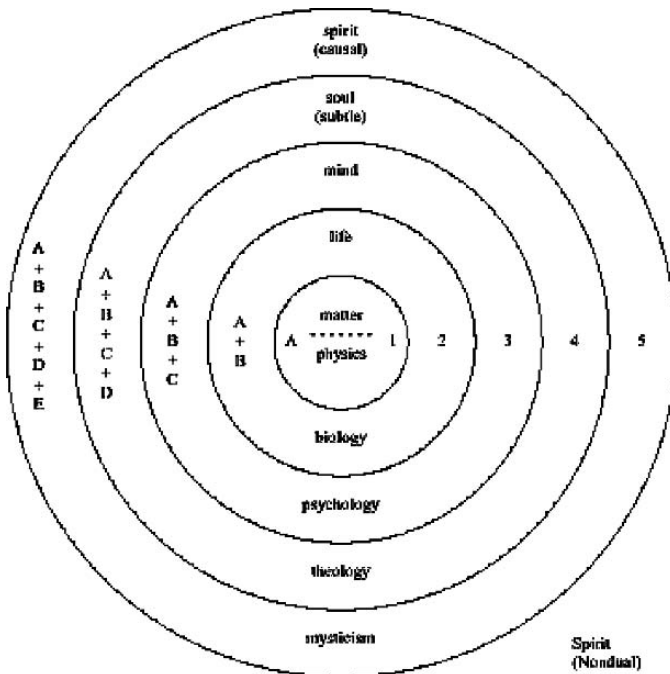 spirit
(causal)
soul
(subtle)
mind
life
matter
physics
biology
psychology
theology
mysticism
A
+
B
+
C
+
D
+
E
A
+
B
+
C
+
D
A
+
B
+
C
A
+
B
A
1
2
3
4
5
Spirit
(Nondual)